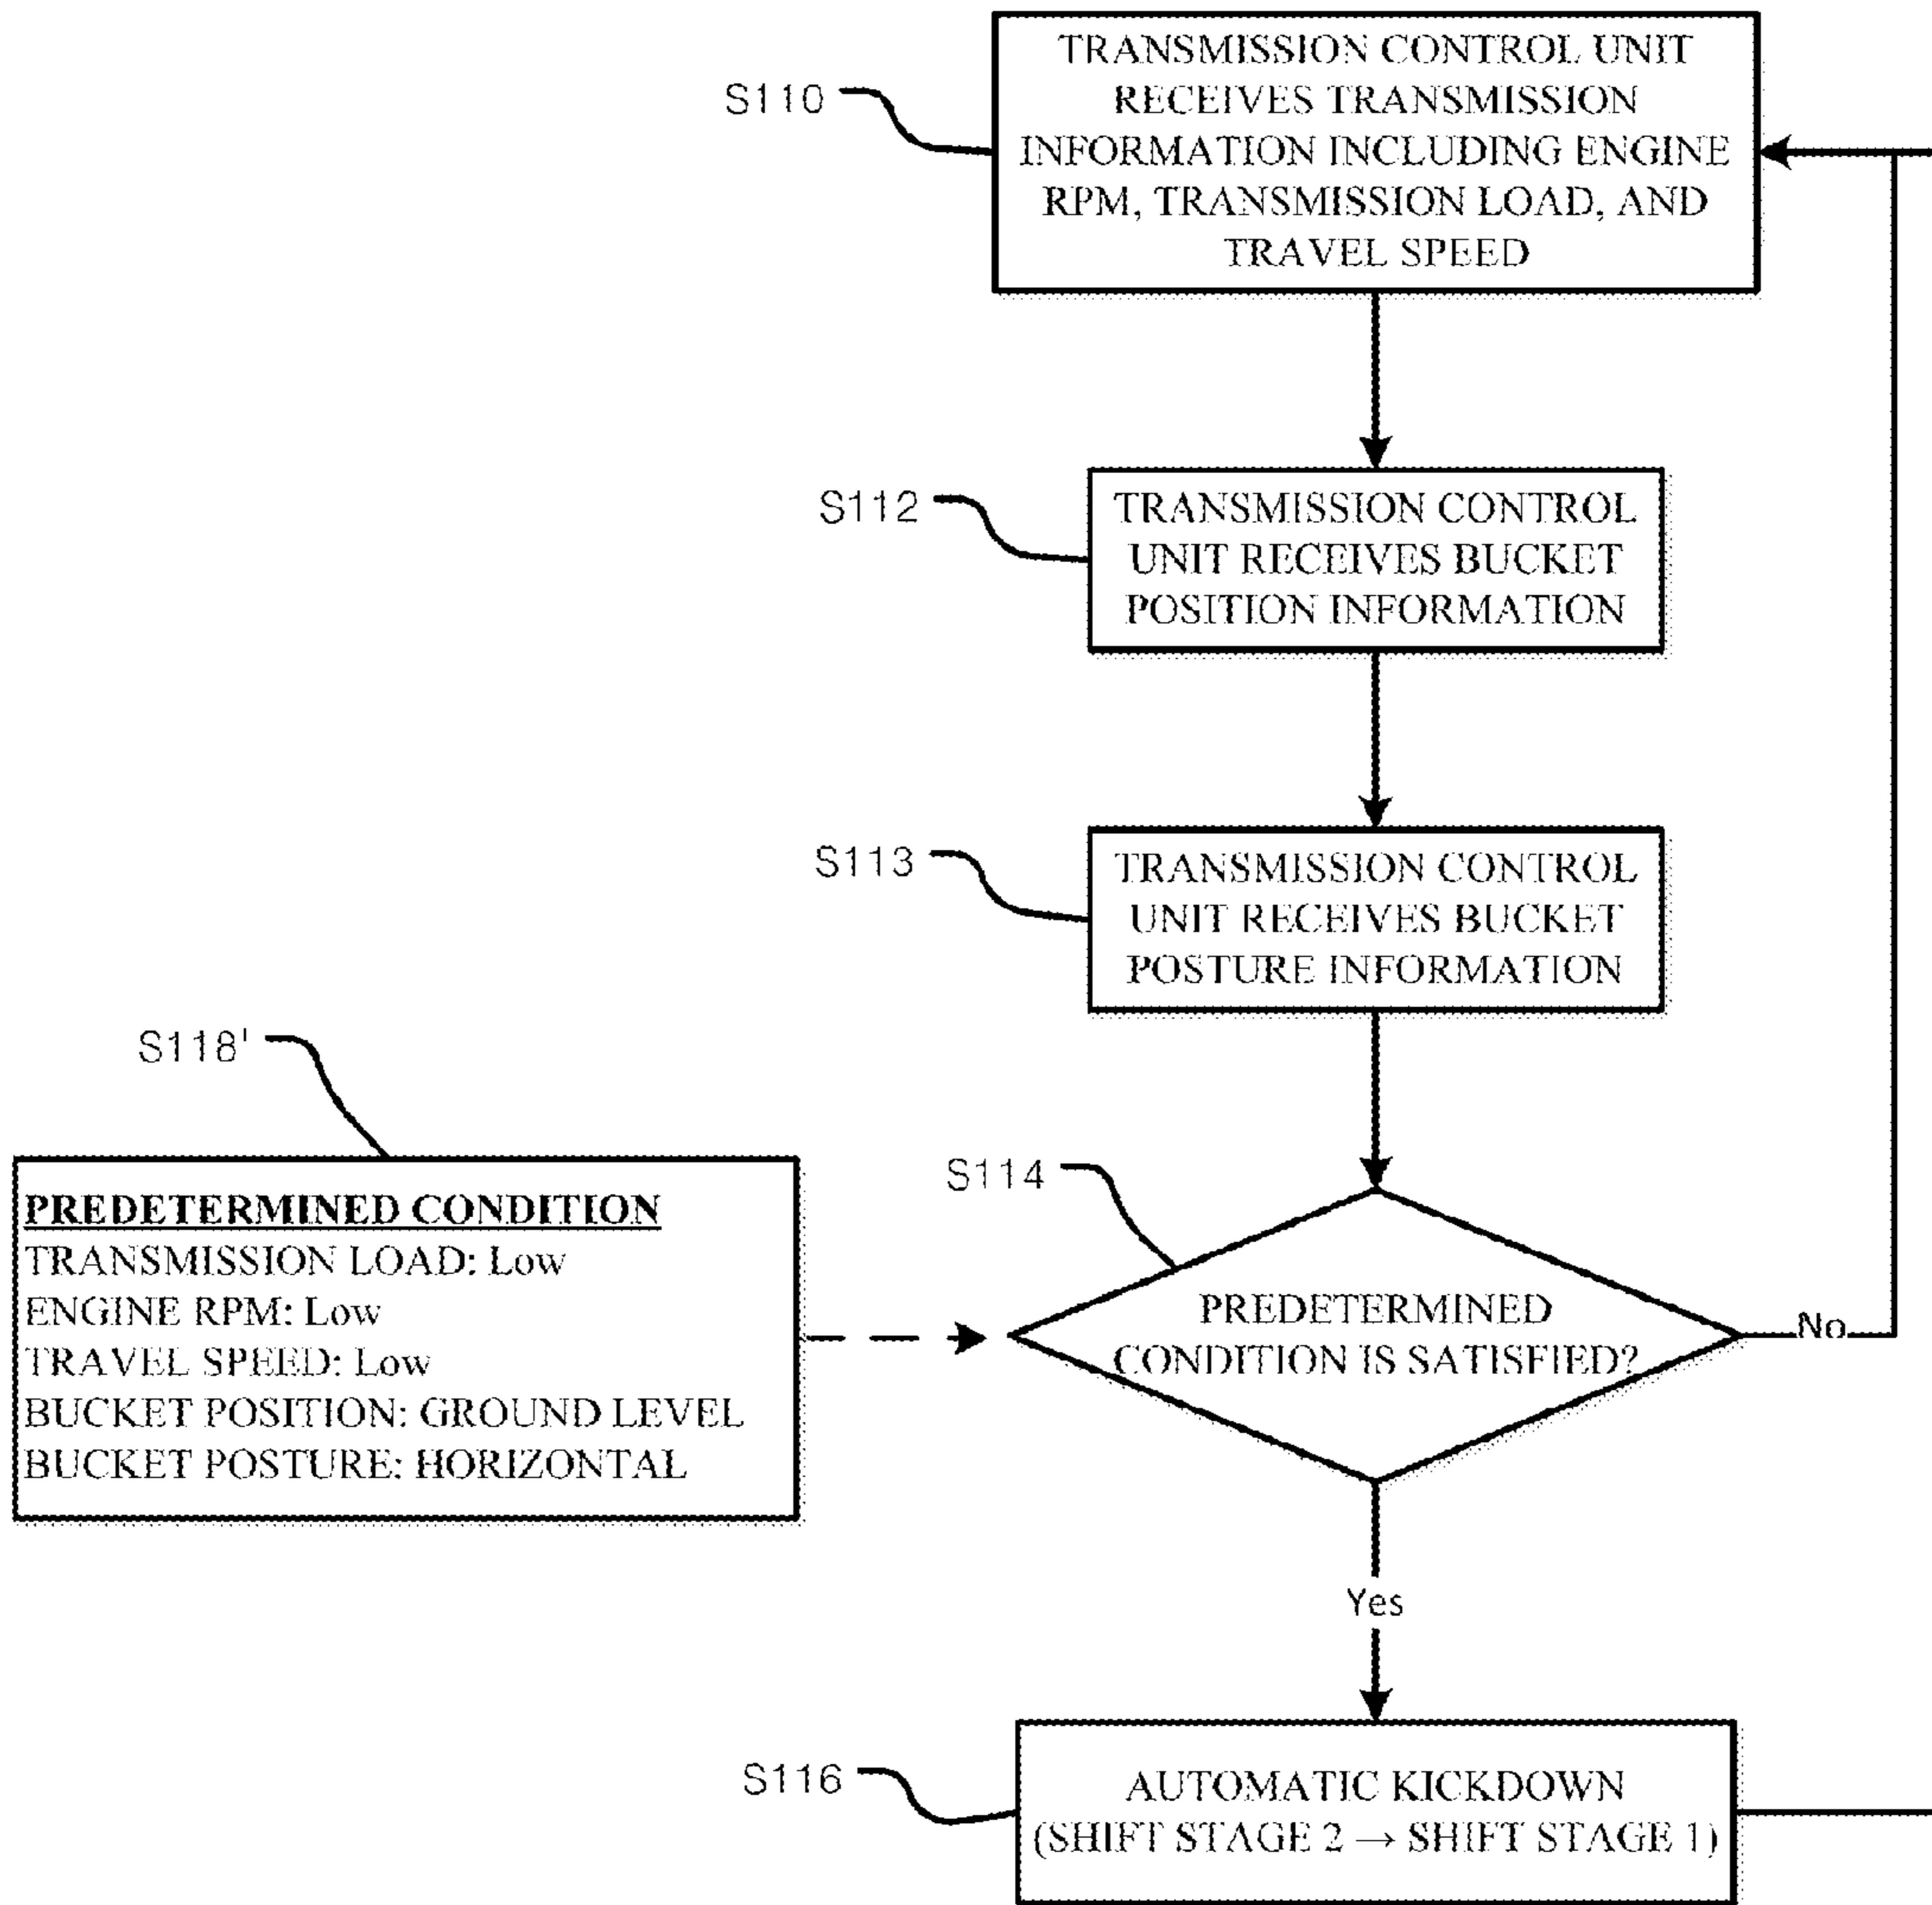 S110
TRANSMISSION CONTROL UNIT
RECEIVES TRANSMISSION
INFORMATION INCLUDING ENGINE
RPM, TRANSMISSION LOAD, AND
TRAVEL SPEED
S112
TRANSMISSION CONTROL
UNIT RECEIVES BUCKET
POSITION INFORMATION
S113
TRANSMISSION CONTROL
UNIT RECEIVES BUCKET
POSTURE INFORMATION
S118'
PREDETERMINED CONDITION
TRANSMISSION LOAD: Low
ENGINE RPM: Low
TRAVEL SPEED: Low
BUCKET POSITION: GROUND LEVEL
BUCKET POSTURE: HORIZONTAL
S114
PREDETERMINED
CONDITION IS SATISFIED?
No
Yes
S116
AUTOMATIC KICKDOWN
(SHIFT STAGE 2 → SHIFT STAGE 1)